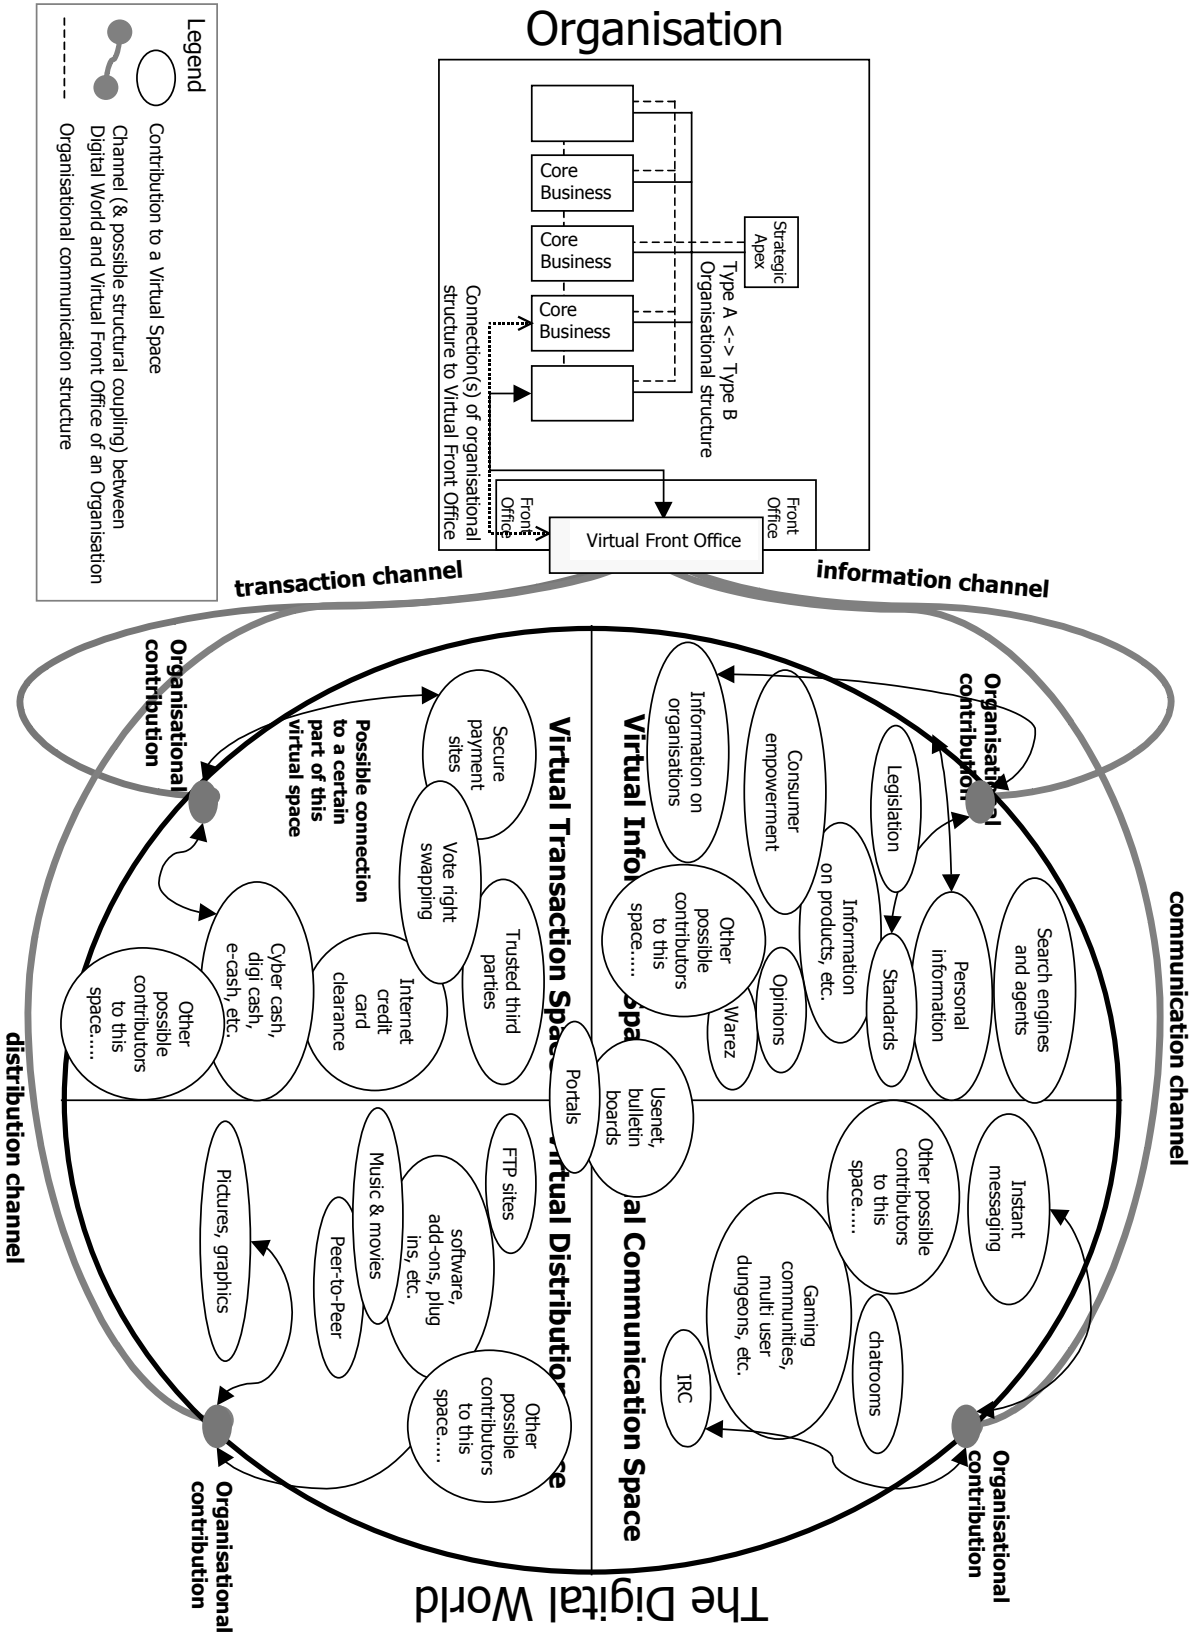 Organisation
Strategic
Apex
Core
Business
Core
Business
Core
Business
Type A <-> Type B
Organisational structure
Connection(s) of organisational
structure to Virtual Front Office
Front
Office
Front
Office
Virtual Front Office
Legend
Contribution to a Virtual Space
Channel (& possible structural coupling) between
Digital World and Virtual Front Office of an Organisation
Organisational communication structure
transaction channel
information channel
communication channel
distribution channel
Organisational
contribution
Organisational
contribution
Organisational
contribution
Organisational
contribution
Possible connection
to a certain
part of this
virtual space
Virtual Transaction Space
Secure
payment
sites
Vote right
swapping
Trusted third
parties
Internet
credit
card
clearance
Cyber cash,
digi cash,
e-cash, etc.
Other
possible
contributors
to this
space.....
Virtual
Information on
organisations
Consumer
empowerment
Legislation
Information
on products, etc.
Search engines
and agents
Personal
information
Standards
Opinions
Warez
Other
possible
contributors
to this
space.....
Portals
Usenet,
bulletin
boards
Communication Space
Instant
messaging
Other possible
contributors
to this
space.....
chatrooms
Gaming
communities,
multi user
dungeons, etc.
IRC
Virtual Distribution
FTP sites
software,
add-ons, plug
ins, etc.
Music & movies
Peer-to-Peer
Pictures, graphics
Other
possible
contributors
to this
space.....
The Digital World